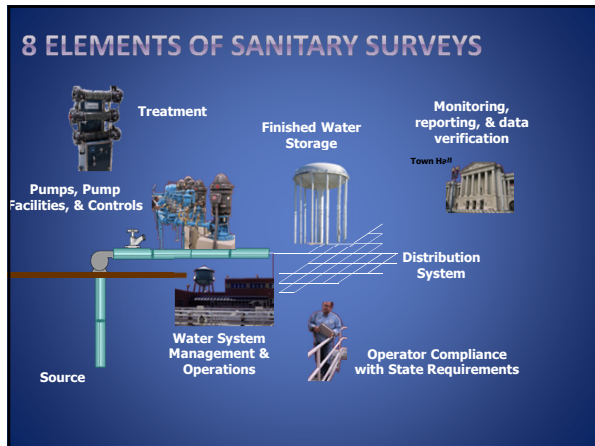 8 ELEMENTS OF SANITARY SURVEYS
Treatment
Finished Water
Storage
Monitoring,
reporting, & data
verification
Town Hall
Pumps, Pump
Facilities, & Controls
Distribution
System
Water System
Management &
Operations
Operator Compliance
with State Requirements
Source